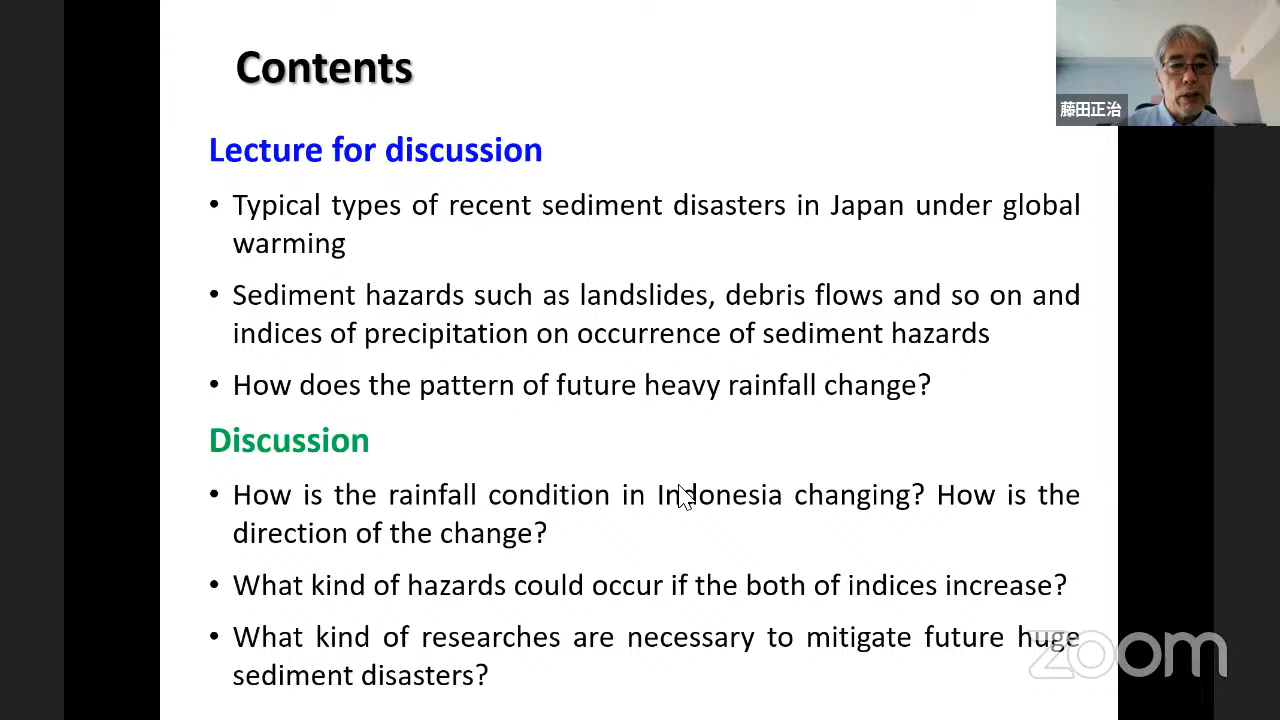 Contents
藤田正治
Lecture for discussion
• Typical types of recent sediment disasters in Japan under global
warming
• Sediment hazards such as landslides, debris flows and so on and
indices of precipitation on occurrence of sediment hazards
• How does the pattern of future heavy rainfall change?
Discussion
• How is the rainfall condition in Indonesia changing? How is the
direction of the change?
• What kind of hazards could occur if the both of indices increase?
• What kind of researches are necessary to mitigate future huge
sediment disasters?
zoom